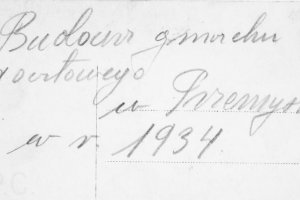 Budowa gmachu
pocztowego
w Przemyś
w r 1934